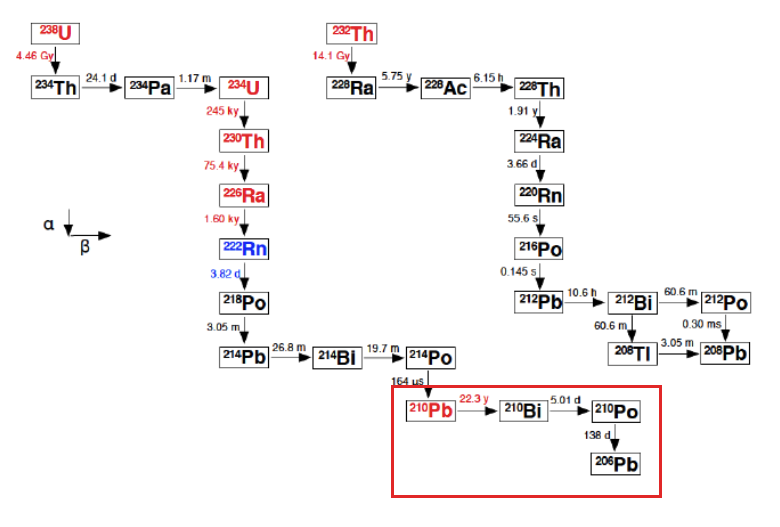 ²³⁸U ²³²Th
4.46 Gy 14.1 Gy
²³⁴Th 24.1 d ²³⁴Pa 1.17 m ²³⁴U ²²⁸Ra 5.75 y ²²⁸Ac 6.15 h ²²⁸Th
245 ky 1.91 y
²³⁰Th ²²⁴Ra
75.4 ky 3.66 d
²²⁶Ra ²²⁰Rn
1.60 ky 55.6 s
α
β ²²²Rn ²¹⁶Po
3.82 d 0.145 s
²¹⁸Po ²¹²Pb 10.6 h ²¹²Bi 60.6 m ²¹²Po
3.05 m 60.6 m 0.30 ms
²¹⁴Pb 26.8 m ²¹⁴Bi 19.7 m ²¹⁴Po ²⁰⁸Tl 3.05 m ²⁰⁸Pb
164 µs
²¹⁰Pb 22.3 y ²¹⁰Bi 5.01 d ²¹⁰Po
138 d
²⁰⁶Pb